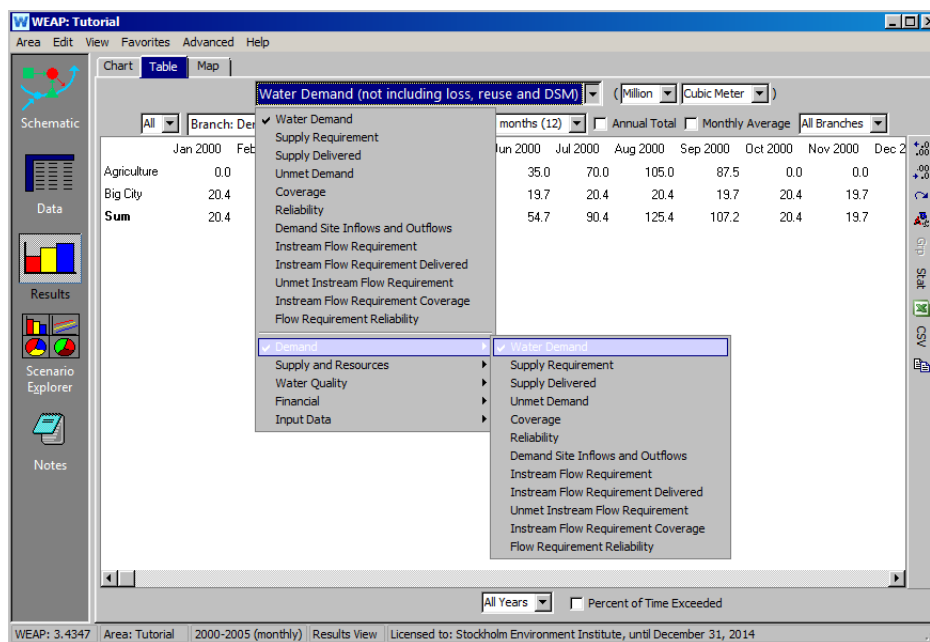 WEAP: Tutorial
Area Edit View Favorites Advanced Help
Chart Table Map
Water Demand (not including loss, reuse and DSM) ( Million Cubic Meter )
All Branch: months (12) Annual Total Monthly Average All Branches
Jan 2000 Jun 2000 Jul 2000 Aug 2000 Sep 2000 Oct 2000 Nov 2000
Agriculture 0.0 35.0 70.0 105.0 87.5 0.0 0.0
Big City 20.4 19.7 20.4 20.4 19.7 20.4 19.7
Sum 20.4 54.7 90.4 125.4 107.2 20.4 19.7
Water Demand
Supply Requirement
Supply Delivered
Unmet Demand
Coverage
Reliability
Demand Site Inflows and Outflows
Instream Flow Requirement
Instream Flow Requirement Delivered
Unmet Instream Flow Requirement
Instream Flow Requirement Coverage
Flow Requirement Reliability
Demand
Supply and Resources
Water Quality
Financial
Input Data
Water Demand
Supply Requirement
Supply Delivered
Unmet Demand
Coverage
Reliability
Demand Site Inflows and Outflows
Instream Flow Requirement
Instream Flow Requirement Delivered
Unmet Instream Flow Requirement
Instream Flow Requirement Coverage
Flow Requirement Reliability
Schematic
Data
Results
Scenario
Explorer
Notes
Grp
Stat
CSV
All Years Percent of Time Exceeded
WEAP: 3.4347 Area: Tutorial 2000-2005 (monthly) Results View Licensed to: Stockholm Environment Institute, until December 31, 2014